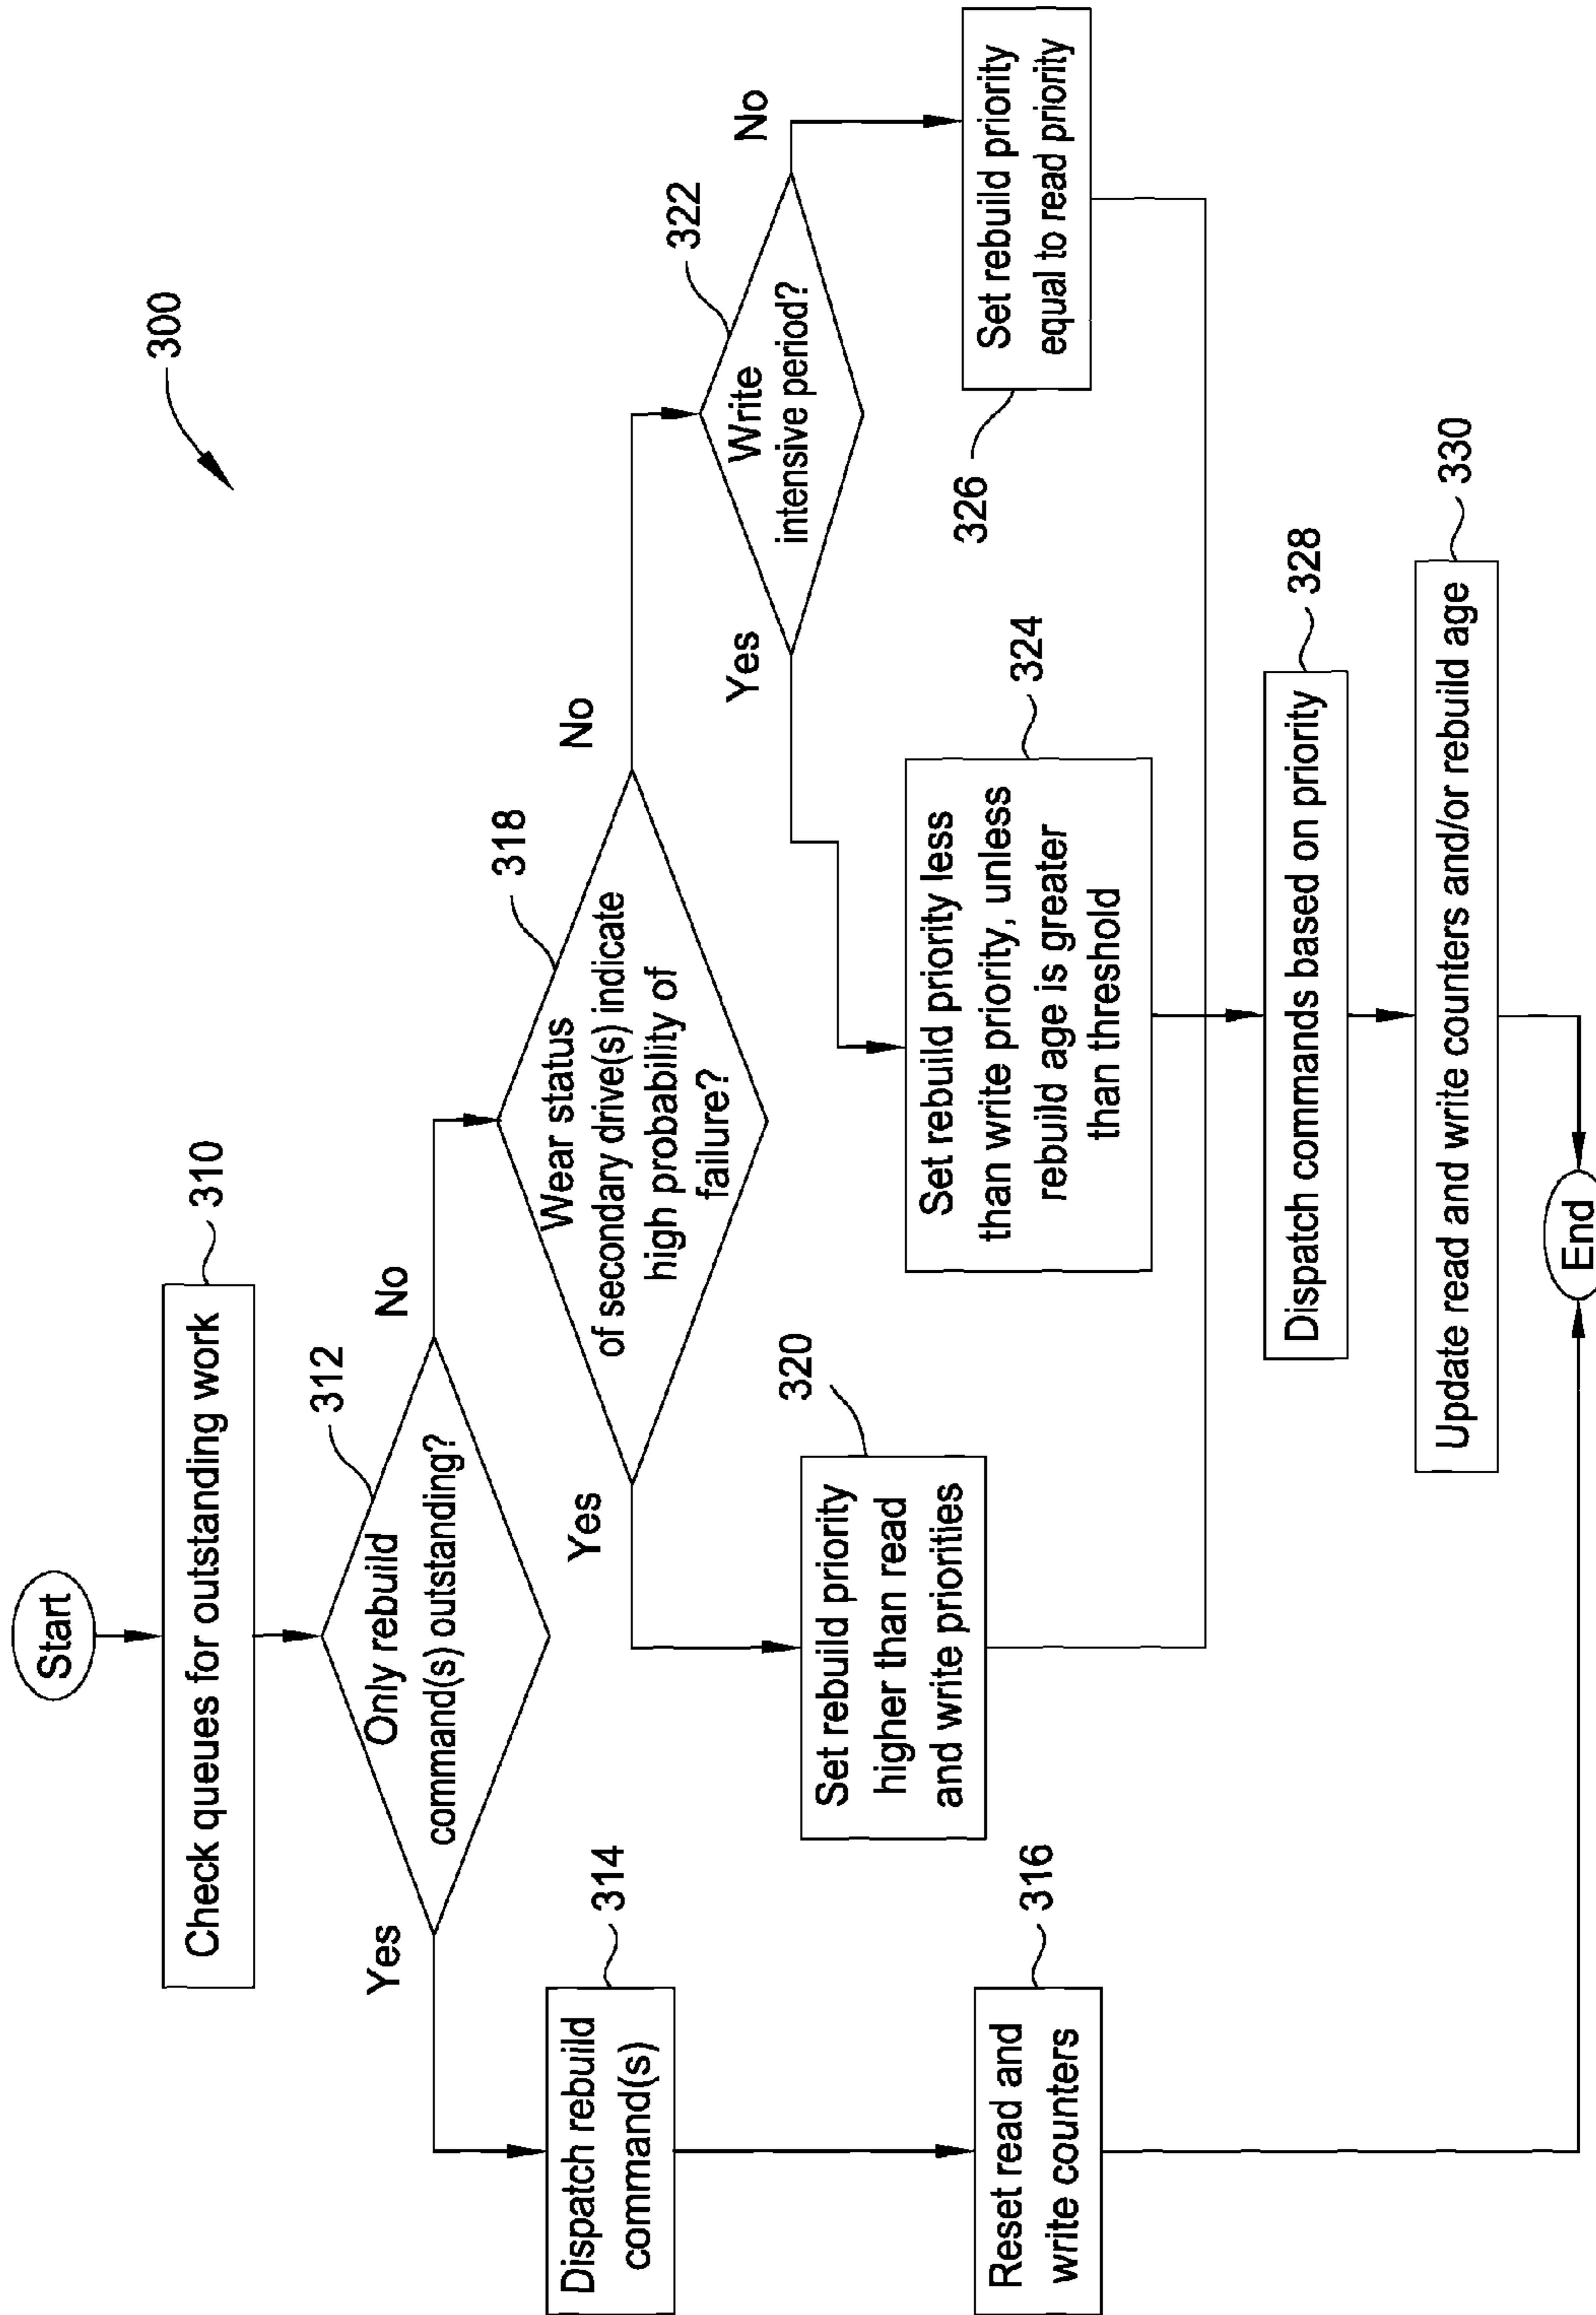 300
Start
Check queues for outstanding work
310
Only rebuild
command(s) outstanding?
312
Yes
No
Dispatch rebuild
command(s)
314
Reset read and
write counters
316
Wear status
of secondary drive(s) indicate
high probability of
failure?
318
Yes
No
Set rebuild priority
higher than read
and write priorities
320
Write
intensive period?
322
Yes
No
Set rebuild priority less
than write priority, unless
rebuild age is greater
than threshold
324
Set rebuild priority
equal to read priority
326
Dispatch commands based on priority
328
Update read and write counters and/or rebuild age
330
End